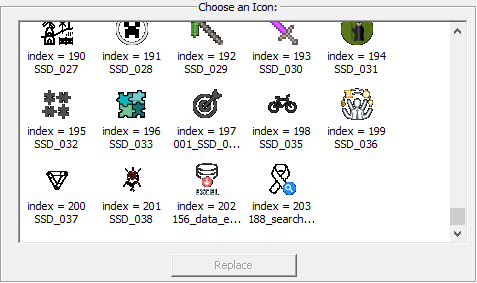 Choose an Icon:
index = 190 index = 191 index = 192 index = 193 index = 194
SSD_027 SSD_028 SSD_029 SSD_030 SSD_031
index = 195 index = 196 index = 197 index = 198 index = 199
SSD_032 SSD_033 001_SSD_0... SSD_035 SSD_036
EXCEL
index = 200 index = 201 index = 202 index = 203
SSD_037 SSD_038 156_data_e... 188_search...
Replace